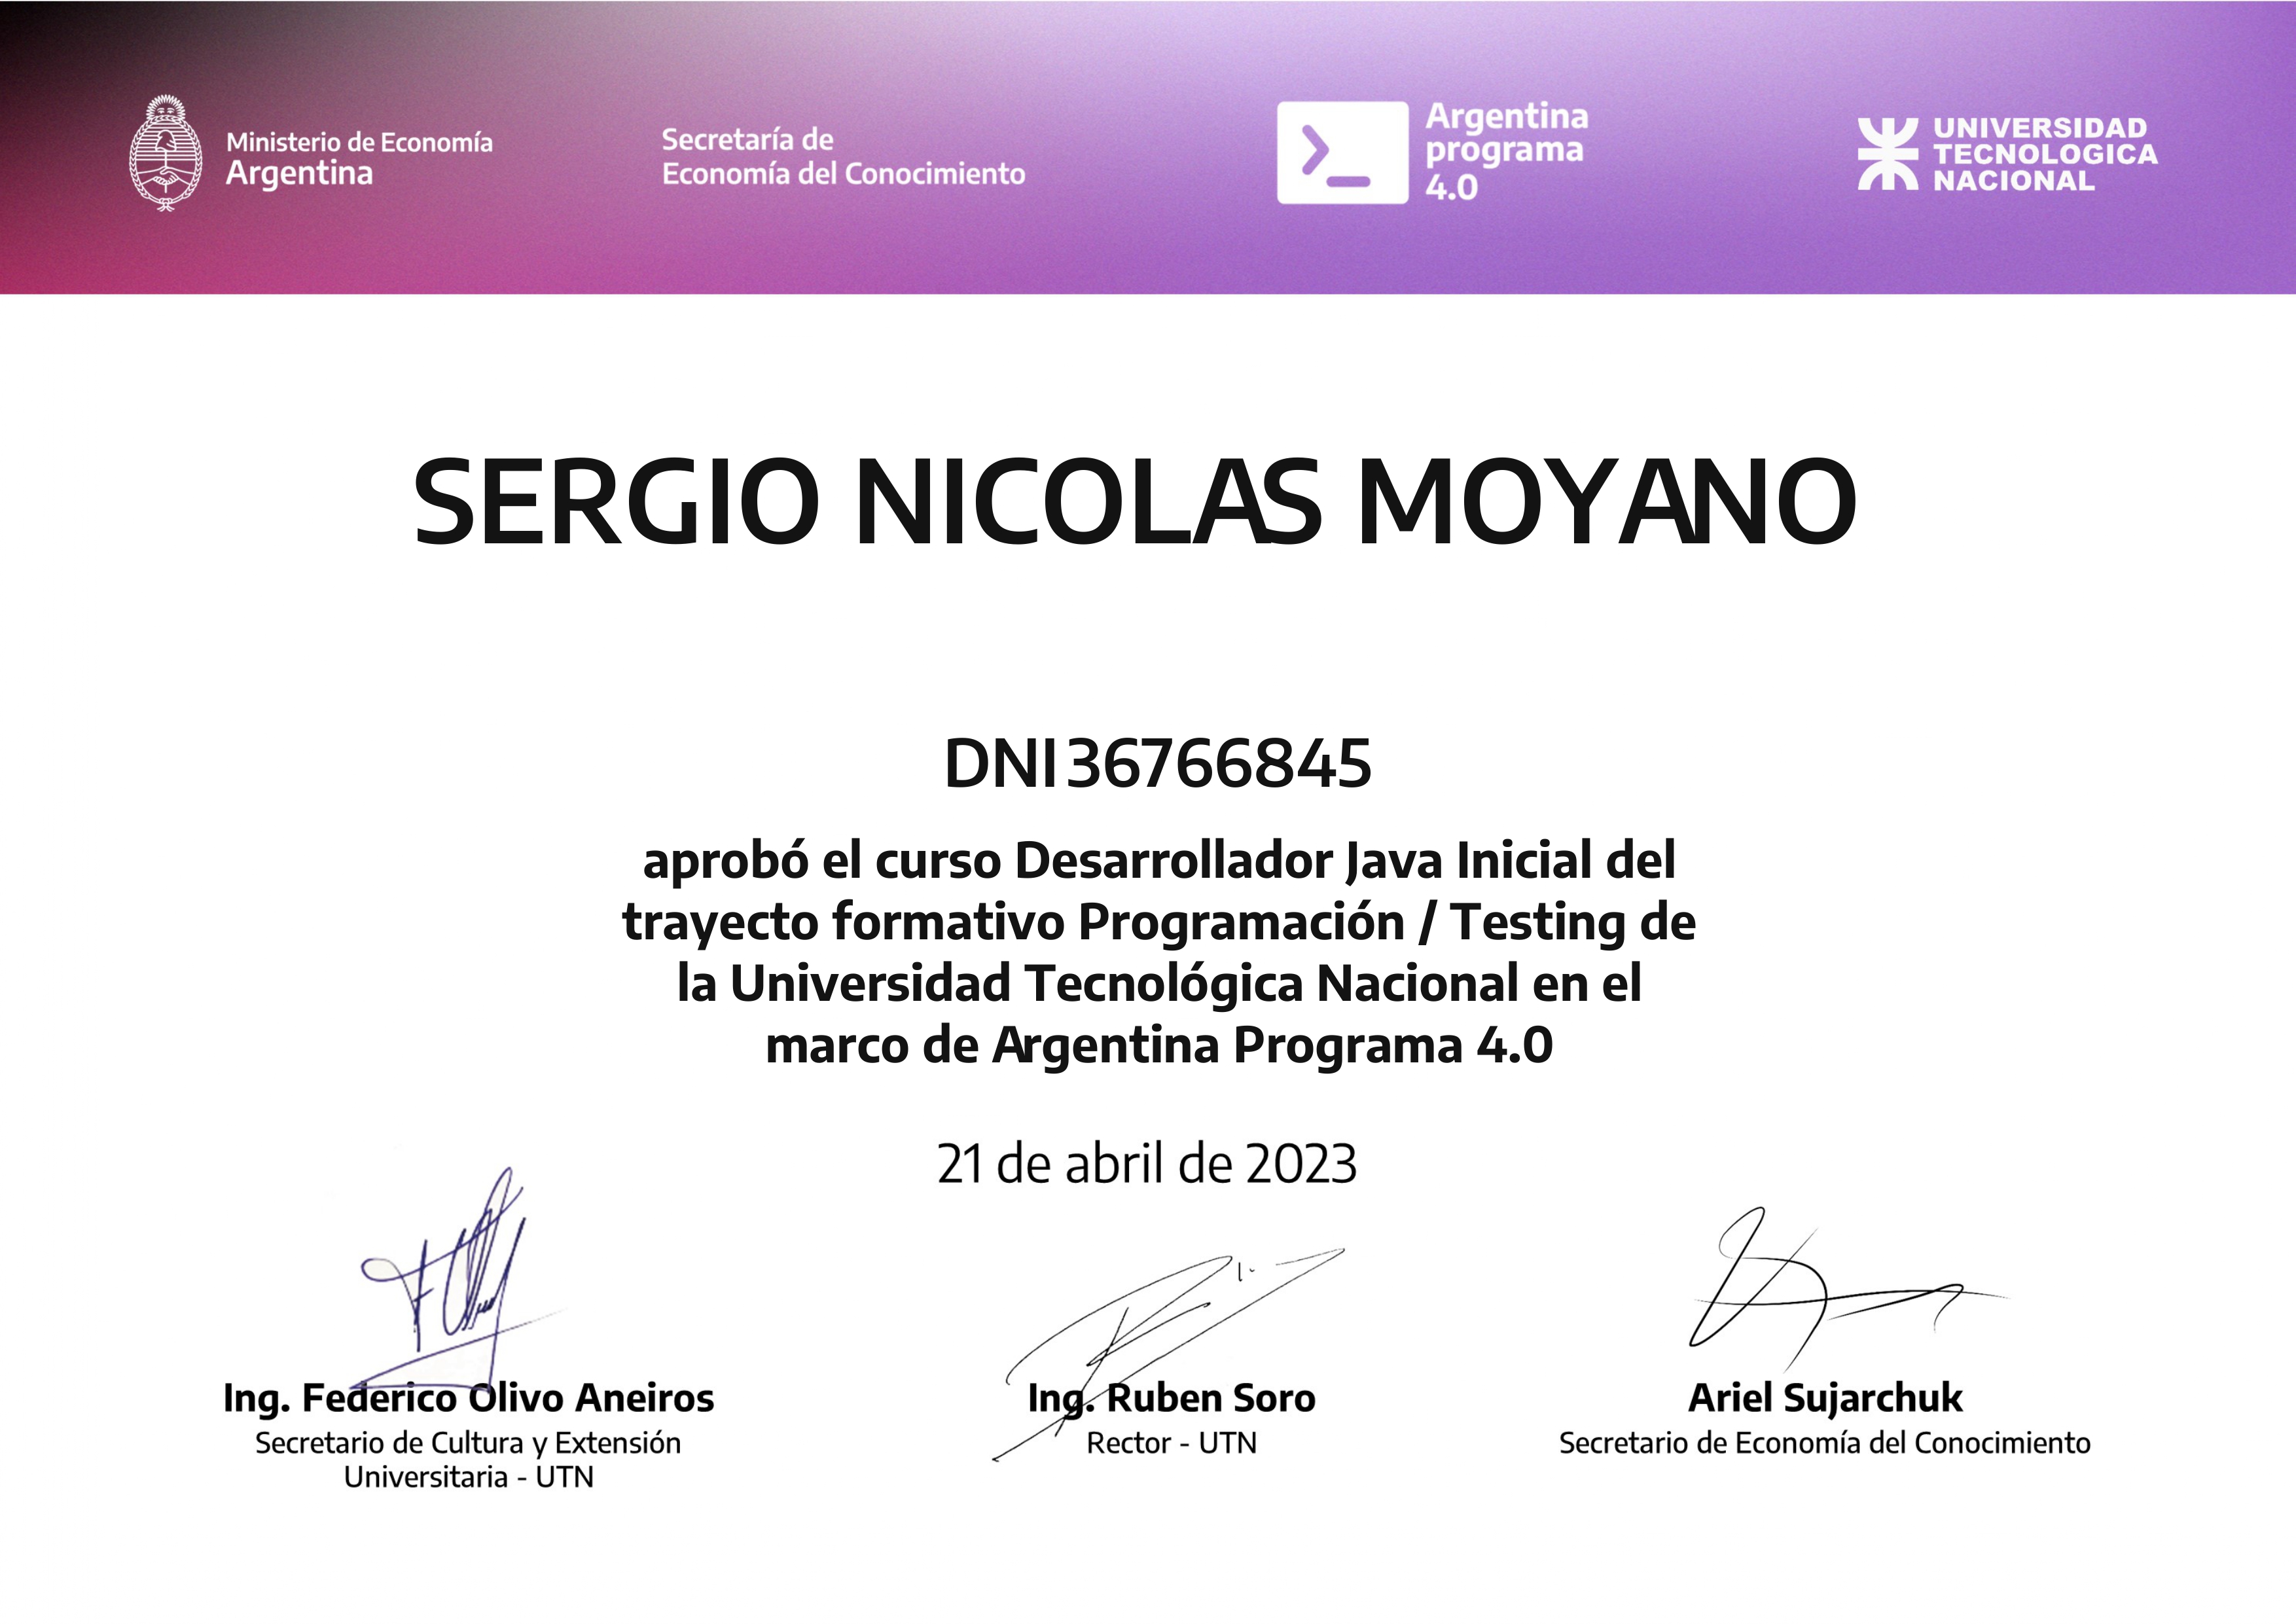 Ministerio de Economía
Argentina
Secretaría de
Economía del Conocimiento
Argentina
programa
4.0
UNIVERSIDAD
TECNOLOGICA
NACIONAL
SERGIO NICOLAS MOYANO
DNI 36766845
aprobó el curso Desarrollador Java Inicial del
trayecto formativo Programación / Testing de
la Universidad Tecnológica Nacional en el
marco de Argentina Programa 4.0
21 de abril de 2023
Ing. Federico Olivo Aneiros
Secretario de Cultura y Extensión
Universitaria - UTN
Ing. Ruben Soro
Rector - UTN
Ariel Sujarchuk
Secretario de Economía del Conocimiento